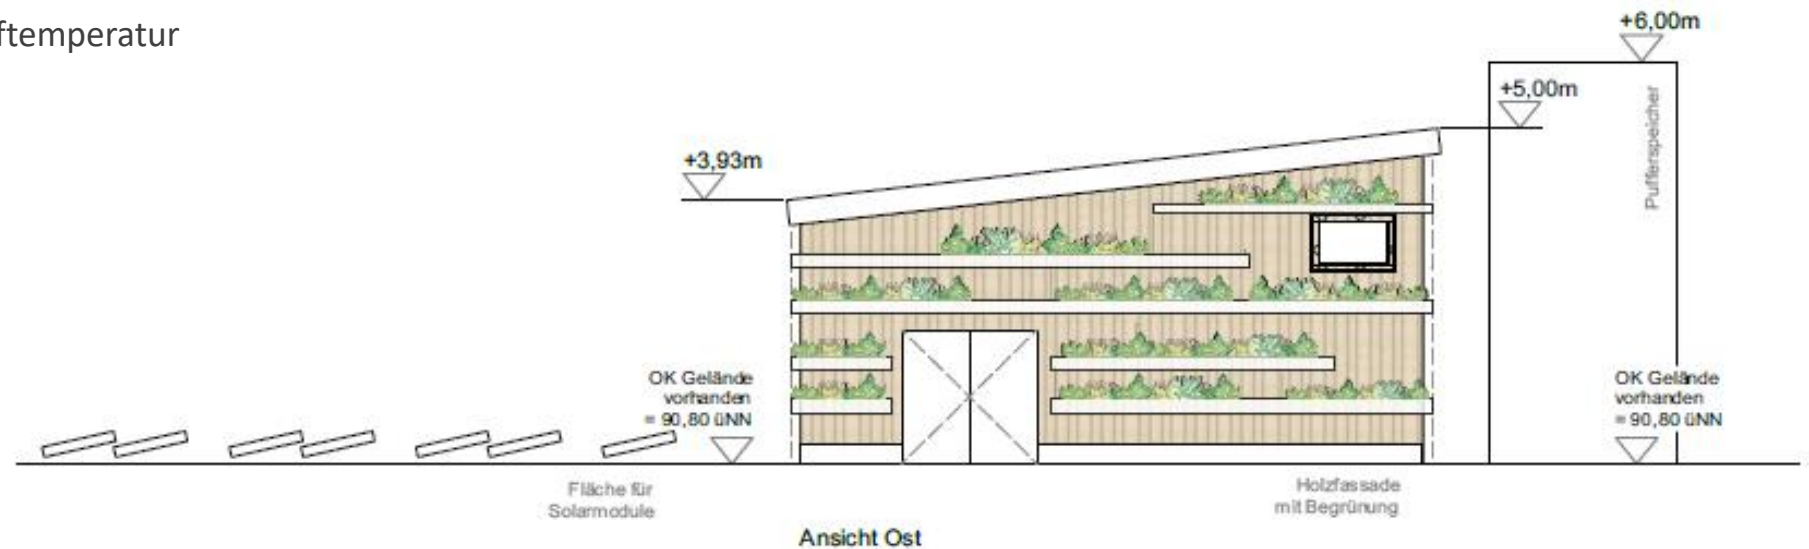 ftemperatur
+6,00m
+5,00m
Pufferspeicher
+3,93m
OK Gelände
vorhanden
= 90,80 üNN
OK Gelände
vorhanden
= 90,80 üNN
Fläche für
Solarmodule
Holzfassade
mit Begrünung
Ansicht Ost